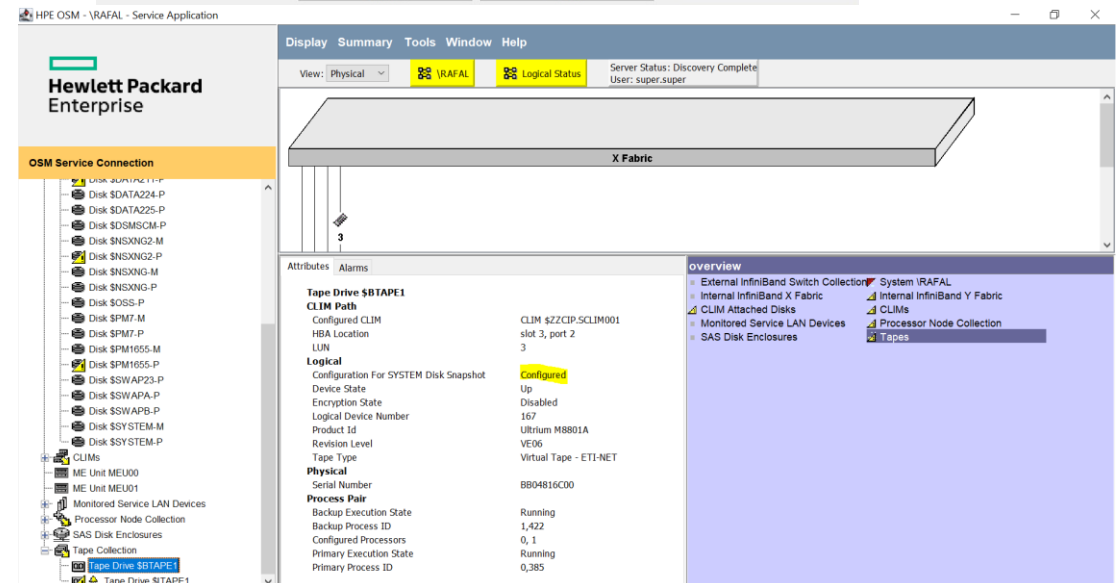 HPE OSM - \RAFAL - Service Application
Hewlett Packard
Enterprise
Display Summary Tools Window Help
View: Physical
\RAFAL
Logical Status
Server Status: Discovery Complete
User: super.super
OSM Service Connection
Disk $DATA211-P
Disk $DATA224-P
Disk $DATA225-P
Disk $DSMSCM-P
Disk $NSXNG2-M
Disk $NSXNG2-P
Disk $NSXNG-M
Disk $NSXNG-P
Disk $OSS-P
Disk $PM7-M
Disk $PM7-P
Disk $PM1655-M
Disk $PM1655-P
Disk $SWAP23-P
Disk $SWAPA-P
Disk $SWAPB-P
Disk $SYSTEM-M
Disk $SYSTEM-P
CLIMs
ME Unit MEU00
ME Unit MEU01
Monitored Service LAN Devices
Processor Node Collection
SAS Disk Enclosures
Tape Collection
Tape Drive $BTAPE1
Tape Drive $ITAPE1
X Fabric
3
Attributes Alarms
Tape Drive $BTAPE1
CLIM Path
Configured CLIM CLIM $ZZCIP.SCLIM001
HBA Location slot 3, port 2
LUN 3
Logical
Configuration For SYSTEM Disk Snapshot Configured
Device State Up
Encryption State Disabled
Logical Device Number 167
Product Id Ultrium M8801A
Revision Level VE06
Tape Type Virtual Tape - ETI-NET
Physical
Serial Number BB04816C00
Process Pair
Backup Execution State Running
Backup Process ID 1,422
Configured Processors 0, 1
Primary Execution State Running
Primary Process ID 0,385
overview
External InfiniBand Switch Collection System \RAFAL
Internal InfiniBand X Fabric Internal InfiniBand Y Fabric
CLIM Attached Disks CLIMs
Monitored Service LAN Devices Processor Node Collection
SAS Disk Enclosures Tapes